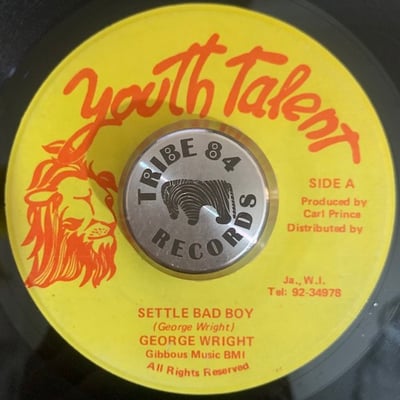 Youth Talent
TRIBE 84
RECORDS
SIDE A
Produced by
Carl Prince
Distributed by
Ja., W.I.
Tel: 92-34978
SETTLE BAD BOY
(George Wright)
GEORGE WRIGHT
Gibbous Music BMI
All Rights Reserved